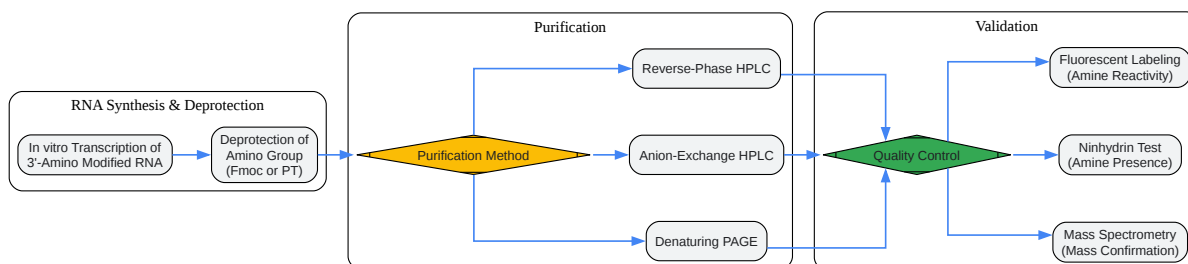 RNA Synthesis & Deprotection
In vitro Transcription of
3'-Amino Modified RNA
Deprotection of
Amino Group
(Fmoc or PT)
Purification
Purification Method
Reverse-Phase HPLC
Anion-Exchange HPLC
Denaturing PAGE
Validation
Quality Control
Fluorescent Labeling
(Amine Reactivity)
Ninhydrin Test
(Amine Presence)
Mass Spectrometry
(Mass Confirmation)